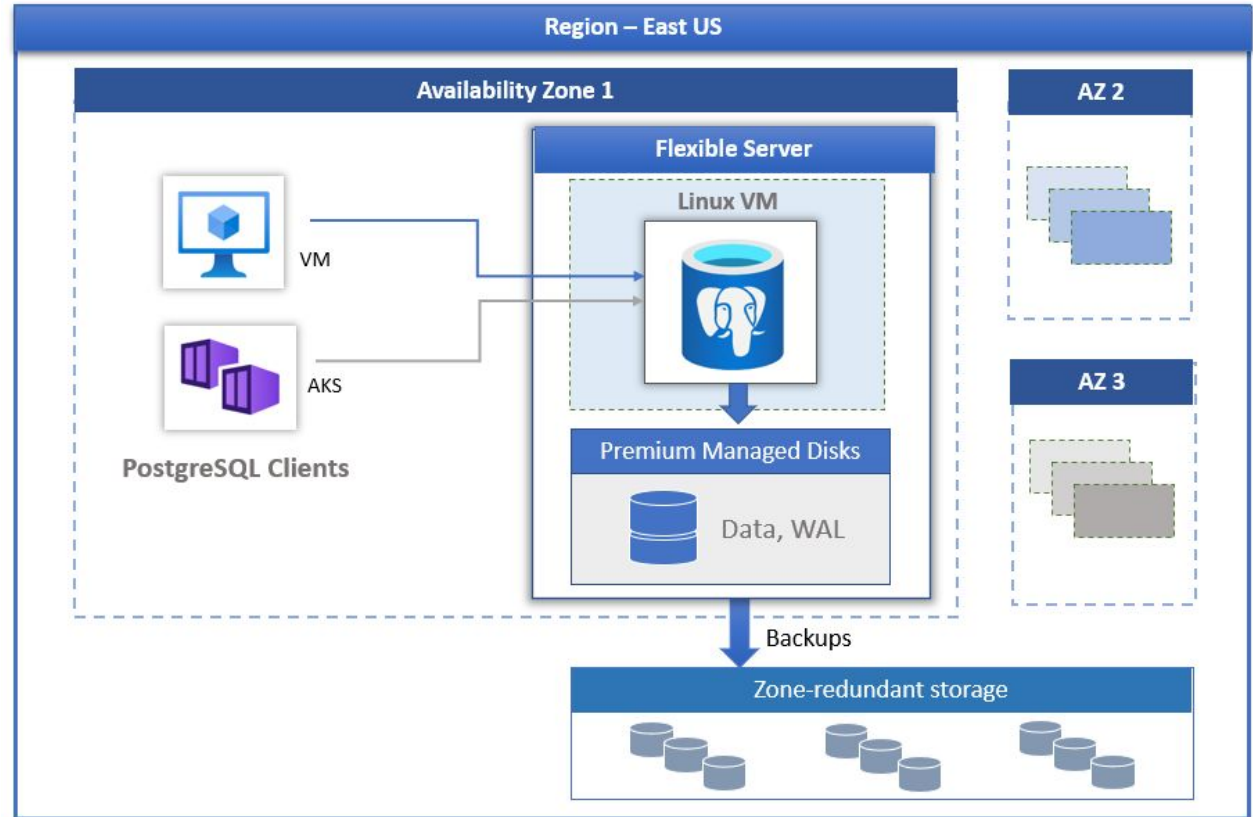 Region – East US
Availability Zone 1
AZ 2
Flexible Server
Linux VM
VM
AKS
PostgreSQL Clients
Premium Managed Disks
Data, WAL
AZ 3
Backups
Zone-redundant storage